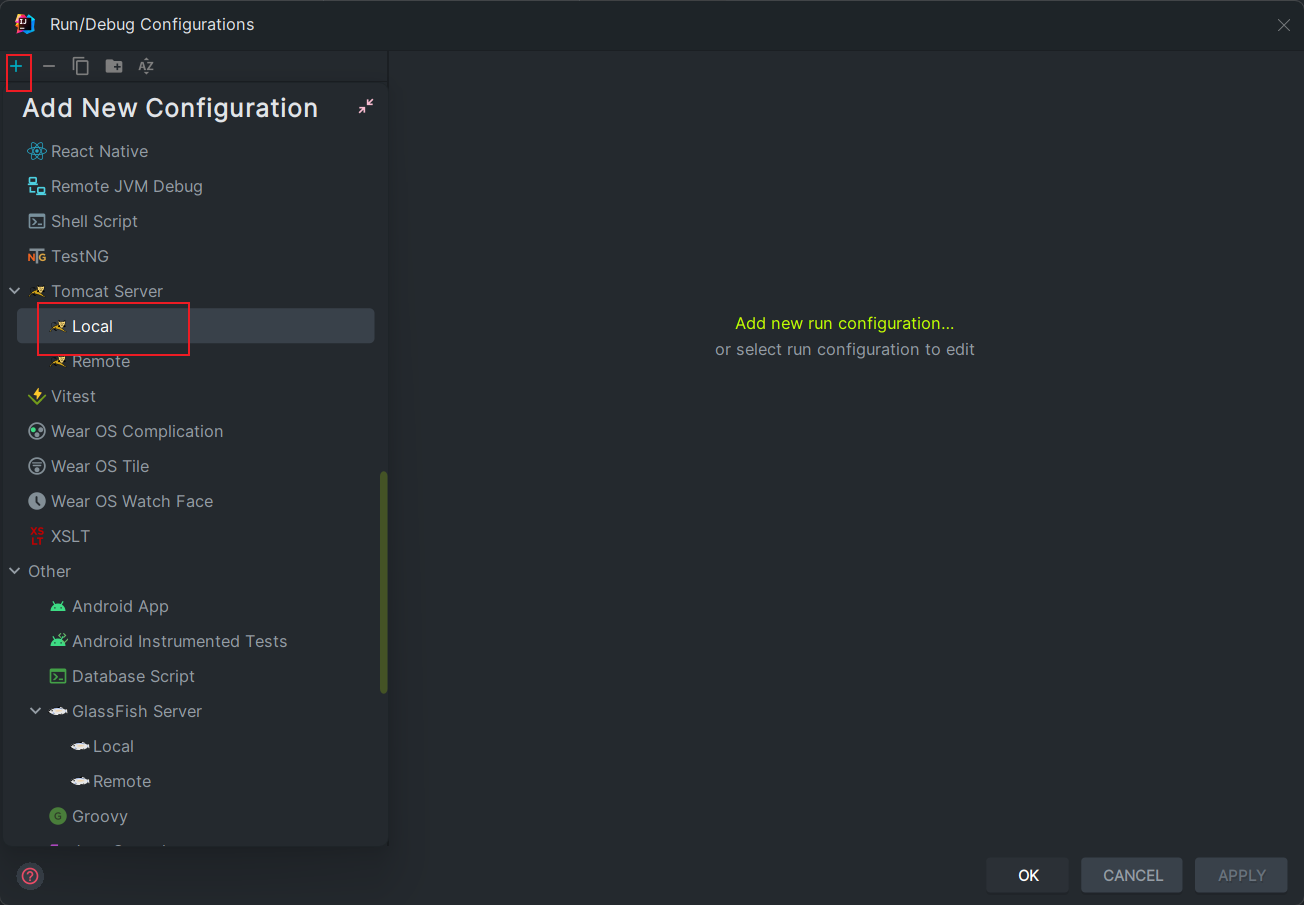 Run/Debug Configurations
Add New Configuration
React Native
Remote JVM Debug
Shell Script
TestNG
Tomcat Server
Local
Remote
Vitest
Wear OS Complication
Wear OS Tile
Wear OS Watch Face
XSLT
Other
Android App
Android Instrumented Tests
Database Script
GlassFish Server
Local
Remote
Groovy
Add new run configuration...
or select run configuration to edit
OK
CANCEL
APPLY